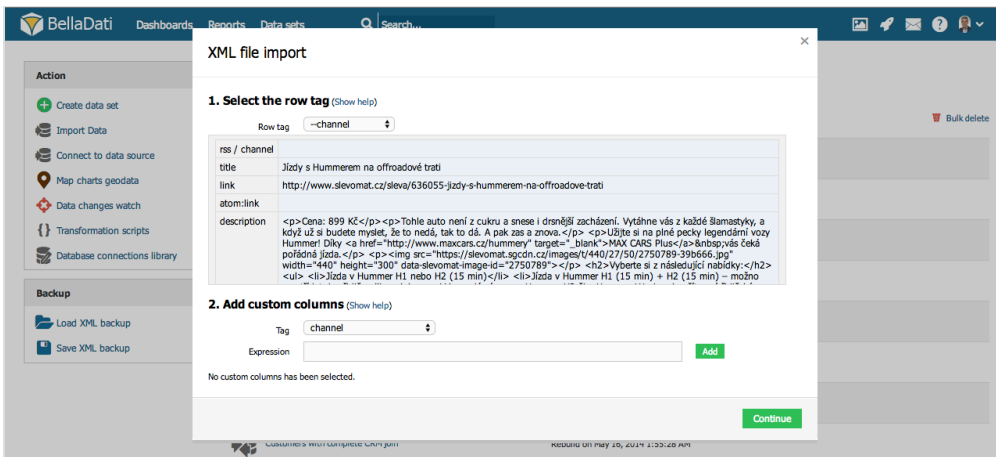 BellaDati Dashboards Reports Data sets Search...
XML file import
Action
Create data set
Import Data
Connect to data source
Map charts geodata
Data changes watch
Transformation scripts
Database connections library
Backup
Load XML backup
Save XML backup
Bulk delete
1. Select the row tag (Show help)
Row tag --channel
rss / channel
title Jízdy s Hummerem na offroadové trati
link http://www.slevomat.cz/sleva/636055-jizdy-s-hummerem-na-offroadove-trati
atom:link
description <p>Cena: 899 Kč</p><p>Tohle auto není z cukru a snese i drsnější zacházení. Vytáhne vás z každé šlamastyky, a
když už si budete myslet, že to nedá, tak to dá. A pak zas a znova.</p> <p>Užijte si na plné pecky legendární vozy
Hummer! Díky <a href="http://www.maxcars.cz/hummery" target="_blank">MAX CARS Plus</a>&nbsp;vás čeká
pořádná jízda.</p> <p><img src="https://slevomat.sgcdn.cz/images/t/440/27/50/2750789-39b666.jpg"
width="440" height="300" data-slevomat-image-id="2750789"></p> <h2>Vyberte si z následující nabídky:</h2>
<ul> <li>Jízda v Hummer H1 nebo H2 (15 min)</li> <li>Jízda v Hummer H1 (15 min) + H2 (15 min) – možno
2. Add custom columns (Show help)
Tag channel
Expression Add
No custom columns has been selected.
Continue
Customers with complete CRM join Rebuild on May 16, 2014 1:55:28 AM